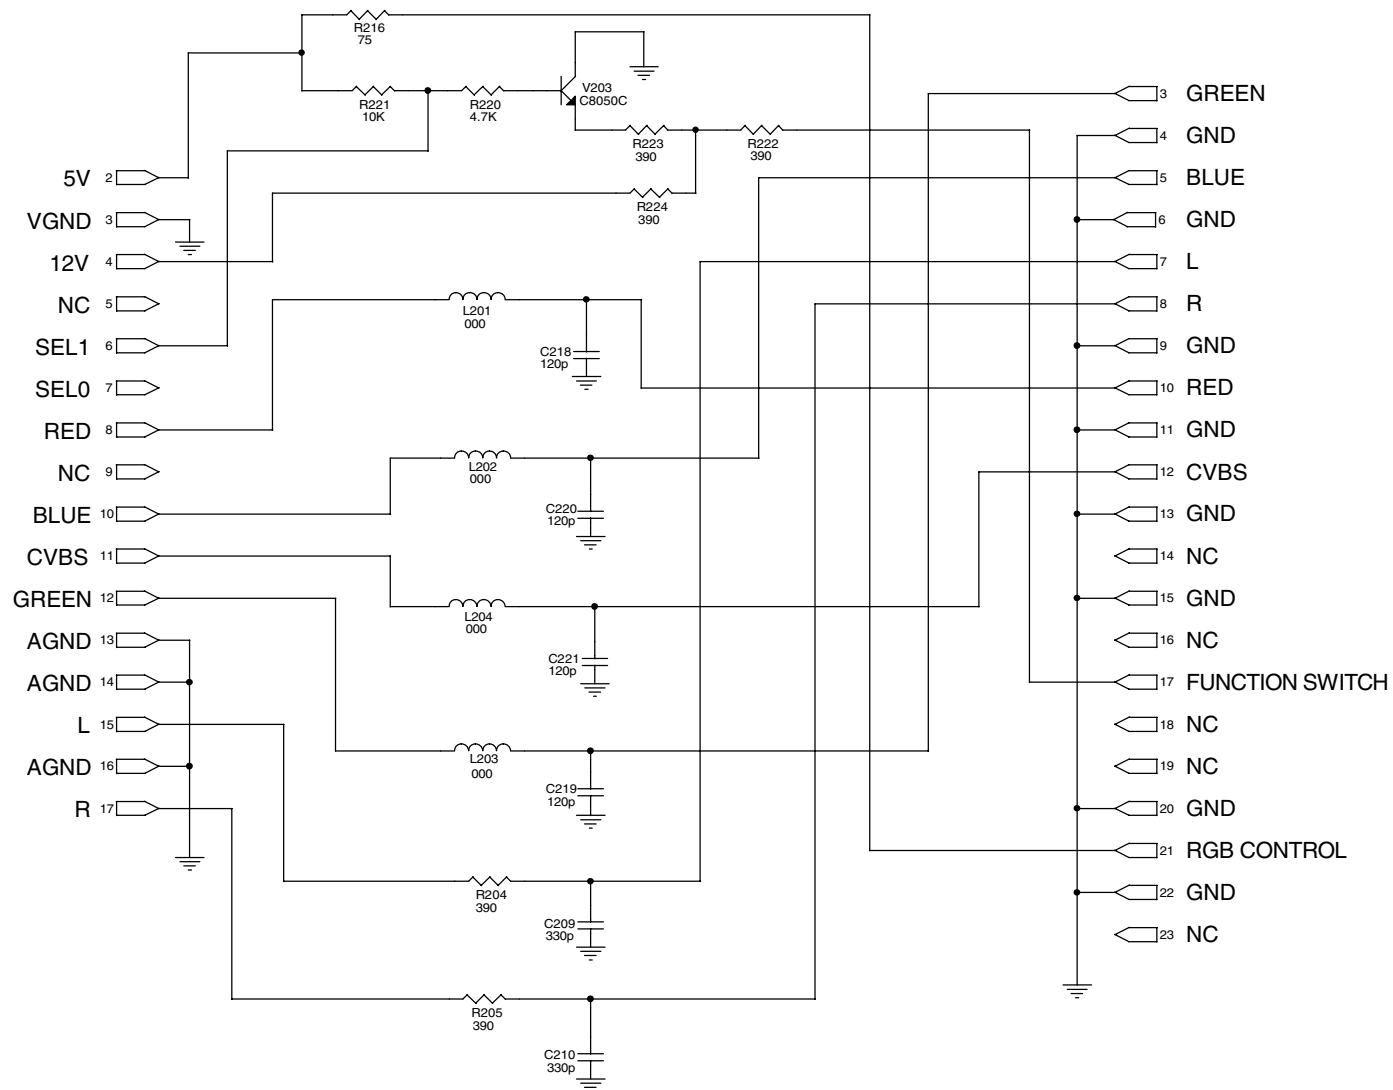 R216
75
R221
10K
R220
4.7K
V203
C8050C
R223
390
R222
390
R224
390
5V 2
VGND 3
12V 4
NC 5
SEL1 6
SEL0 7
RED 8
NC 9
BLUE 10
CVBS 11
GREEN 12
AGND 13
AGND 14
L 15
AGND 16
R 17
L201
000
C218
120p
L202
000
C220
120p
L204
000
C221
120p
L203
000
C219
120p
R204
390
C209
330p
R205
390
C210
330p
3 GREEN
4 GND
5 BLUE
6 GND
7 L
8 R
9 GND
10 RED
11 GND
12 CVBS
13 GND
14 NC
15 GND
16 NC
17 FUNCTION SWITCH
18 NC
19 NC
20 GND
21 RGB CONTROL
22 GND
23 NC